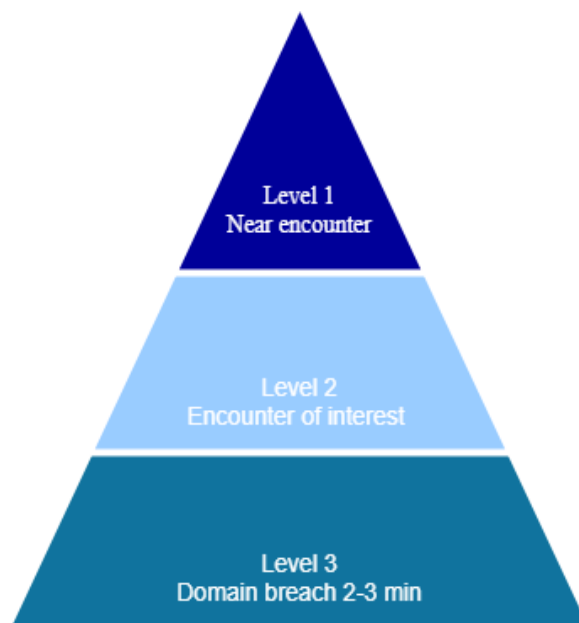 Level 1
Near encounter
Level 2
Encounter of interest
Level 3
Domain breach 2-3 min